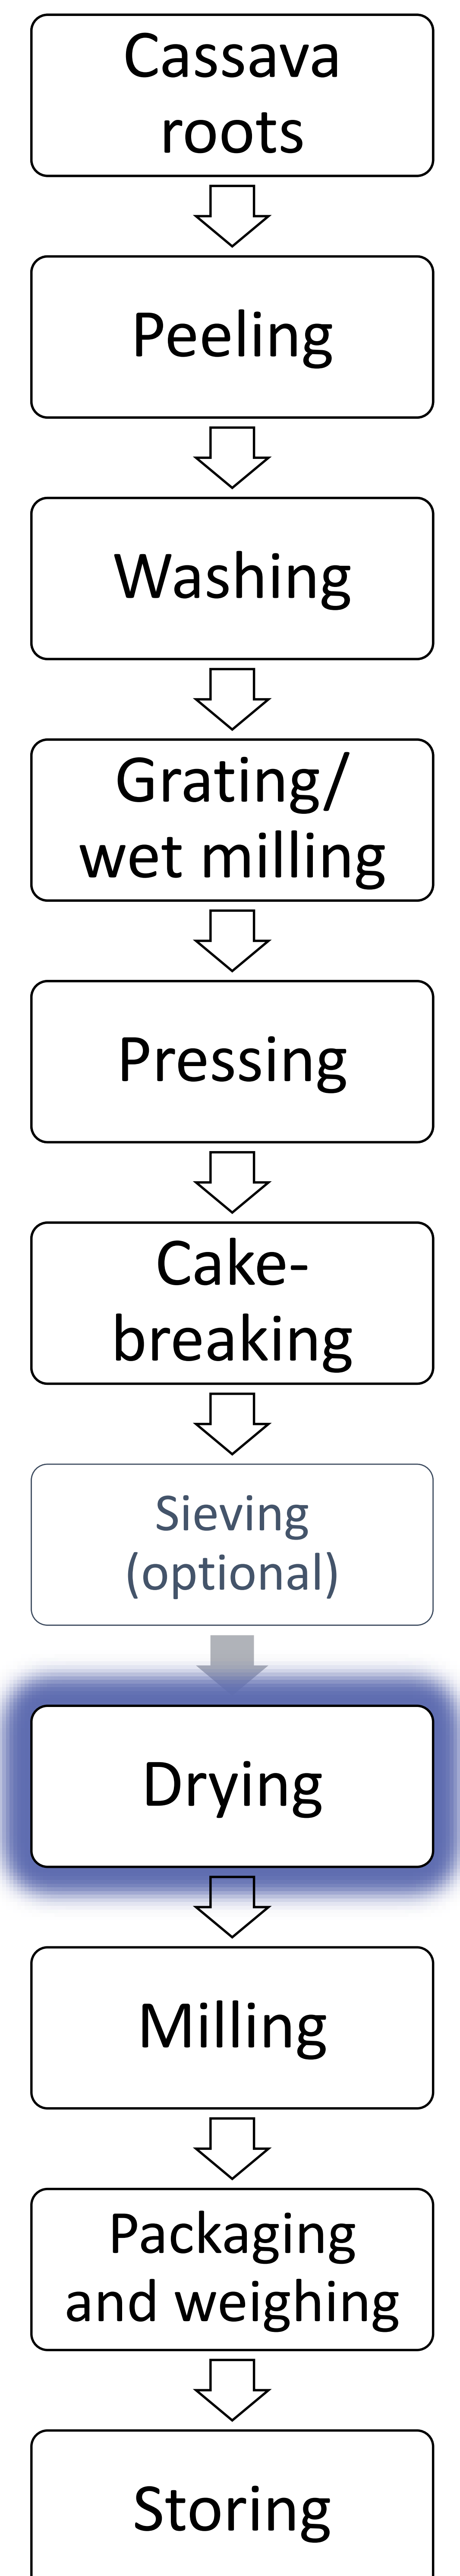 Cassava
roots
Peeling
Washing
Grating/
wet milling
Pressing
Cake-
breaking
Sieving
(optional)
Drying
Milling
Packaging
and weighing
Storing